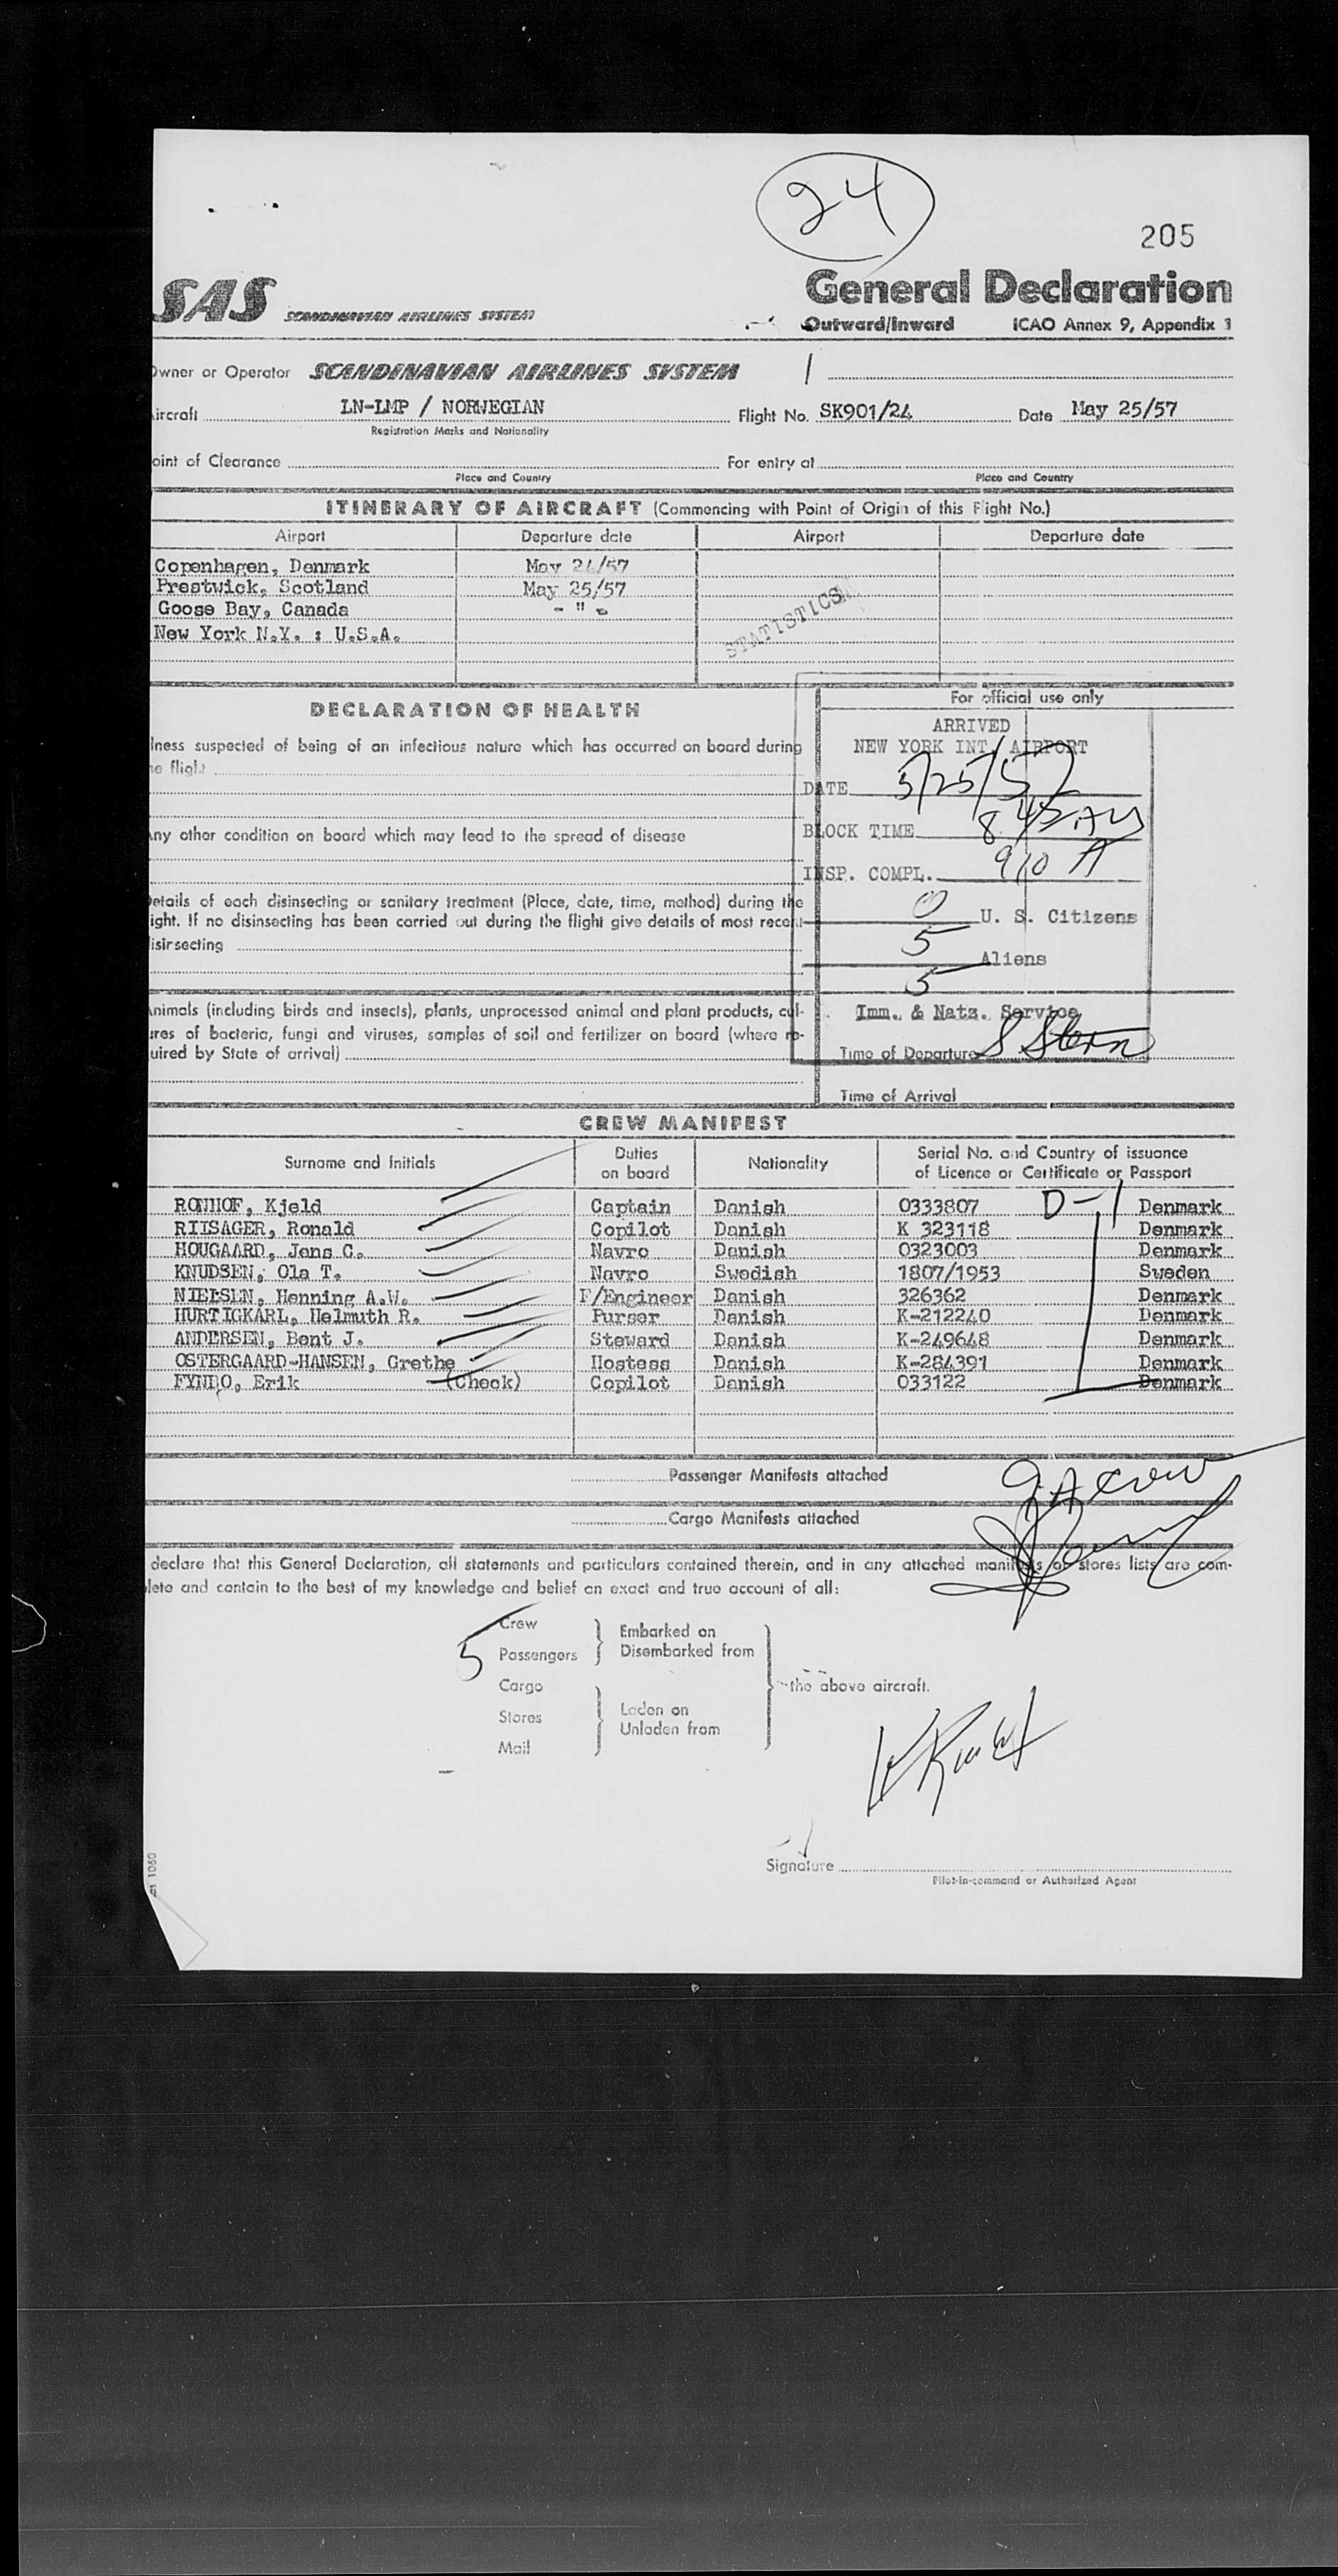 24
205
SAS SCANDINAVIAN AIRLINES SYSTEM
General Declaration
Outward/Inward ICAO Annex 9, Appendix 1
Owner or Operator SCANDINAVIAN AIRLINES SYSTEM
ircraft LN-LMP / NORWEGIAN Flight No. SK901/24 Date May 25/57
Registration Marks and Nationality
oint of Clearance For entry at
Place and Country Place and Country
ITINERARY OF AIRCRAFT (Commencing with Point of Origin of this Flight No.)
Airport Departure date Airport Departure date
Copenhagen, Denmark May 24/57
Prestwick, Scotland May 25/57
Goose Bay, Canada - " -
New York N.Y. : U.S.A.
STATISTICS
For official use only
DECLARATION OF HEALTH
ARRIVED
NEW YORK INT. AIRPORT
lness suspected of being of an infectious nature which has occurred on board during
he flight
DATE 5/25/57
BLOCK TIME 8 45 AM
ny other condition on board which may lead to the spread of disease
INSP. COMPL. 910 A
etails of each disinsecting or sanitary treatment (Place, date, time, method) during the
ight. If no disinsecting has been carried out during the flight give details of most recent
isinsecting
0 U. S. Citizens
5 Aliens
5
nimals (including birds and insects), plants, unprocessed animal and plant products, cul-
ures of bacteria, fungi and viruses, samples of soil and fertilizer on board (where re-
uired by State of arrival)
Imm. & Natz. Service
Time of Departure S Stern
Time of Arrival
CREW MANIFEST
Surname and Initials Duties on board Nationality Serial No. and Country of issuance of Licence or Certificate or Passport
RONHOF, Kjeld Captain Danish 0333807 D-1 Denmark
RIISAGER, Ronald Copilot Danish K 323118 Denmark
HOUGAARD, Jens C. Navro Danish 0323003 Denmark
KNUDSEN, Ola T. Navro Swedish 1807/1953 Sweden
NIELSEN, Henning A.W. F/Engineer Danish 326362 Denmark
HURTIGKARL, Helmuth R. Purser Danish K-212240 Denmark
ANDERSEN, Bent J. Steward Danish K-249648 Denmark
OSTERGAARD-HANSEN, Grethe Hostess Danish K-284391 Denmark
FYNBO, Erik (Check) Copilot Danish 033122 Denmark
Passenger Manifests attached
Cargo Manifests attached
declare that this General Declaration, all statements and particulars contained therein, and in any attached manifests or stores lists are com-
lete and contain to the best of my knowledge and belief an exact and true account of all:
Crew Embarked on
5 Passengers Disembarked from
Cargo the above aircraft.
Stores Laden on
Unladen from
Mail
Signature
Pilot-in-command or Authorized Agent
1060